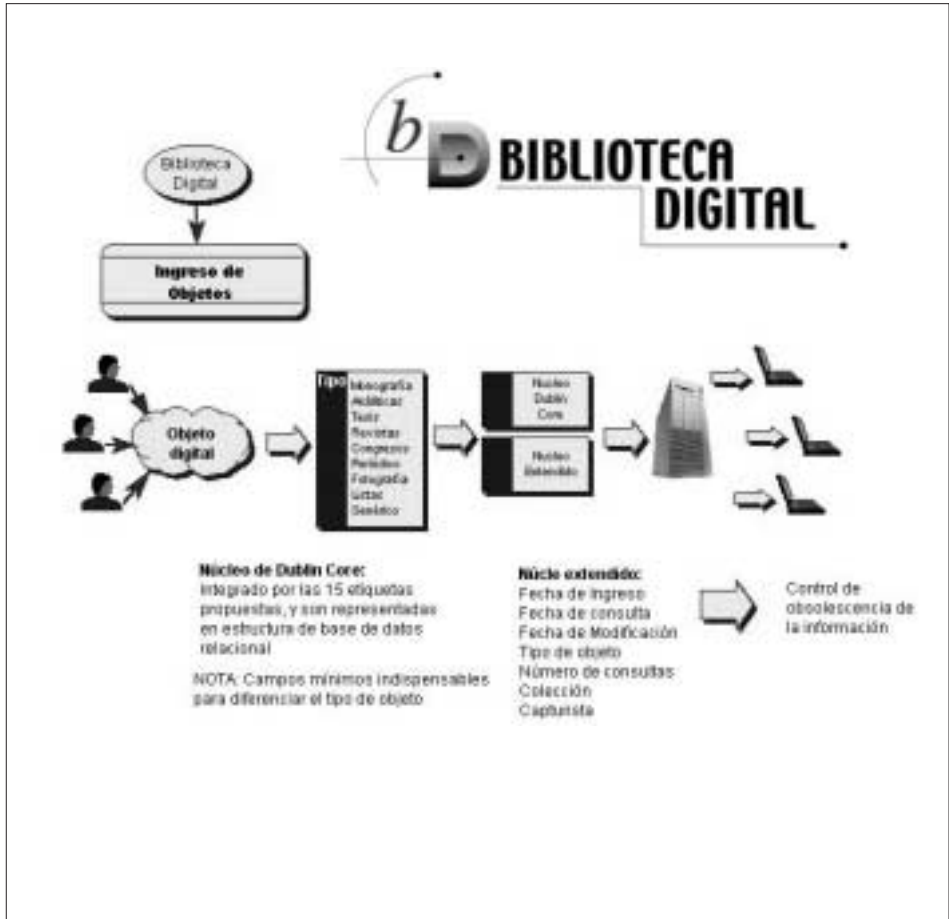 b
D BIBLIOTECA
DIGITAL
Biblioteca
Digital
Ingreso de
Objetos
Objeto
digital
Tipo
Monografía
Tesis
Revistas
Congresos
Periódico
Fotografía
Listas
Genérico
Núcleo
Dublin
Core
Núcleo
Extendido
Núcleo de Dublin Core:
Integrado por las 15 etiquetas
propuestas, y son representadas
en estructura de base de datos
relacional
NOTA: Campos mínimos indispensables
para diferenciar el tipo de objeto
Núclo extendido:
Fecha de Ingreso
Fecha de consulta
Fecha de Modificación
Tipo de objeto
Número de consultas
Colección
Capturista
Control de
obsolescencia de
la información